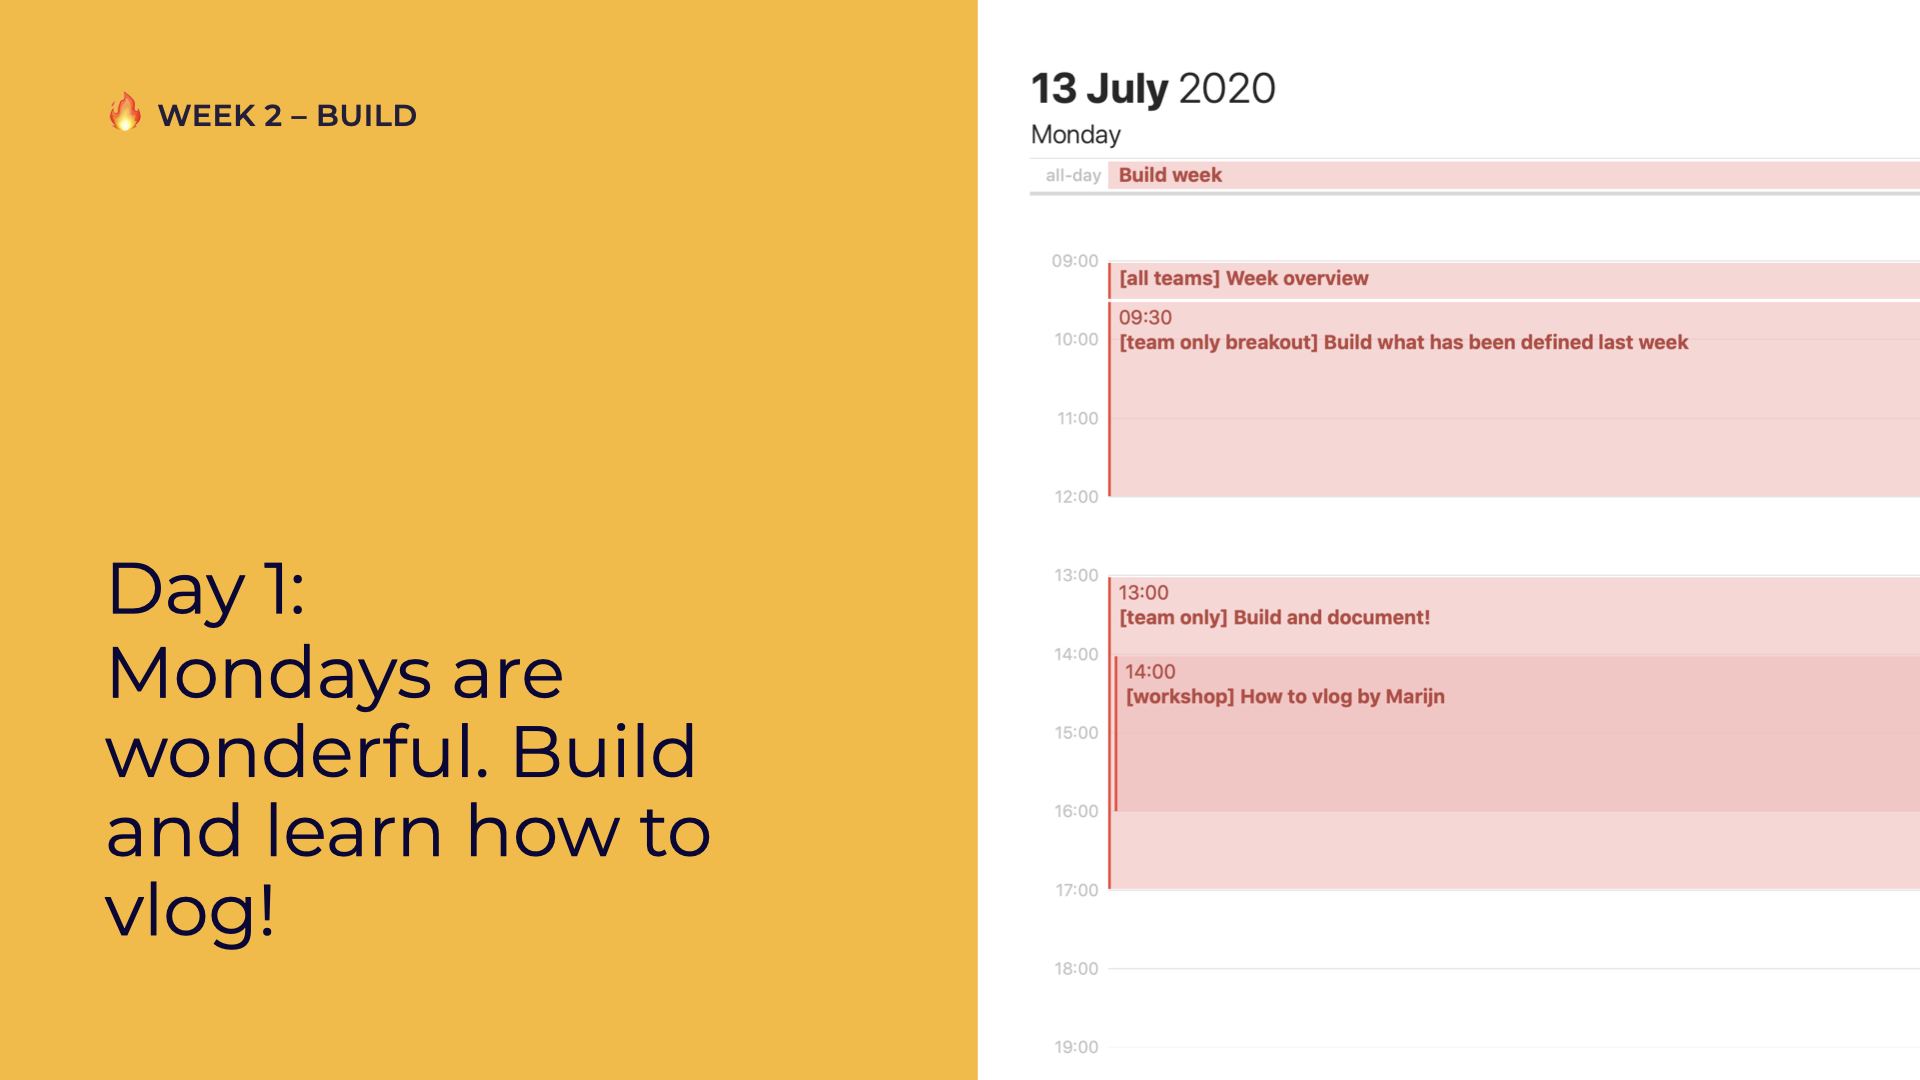 🔥 WEEK 2 – BUILD
Day 1:
Mondays are
wonderful. Build
and learn how to
vlog!
13 July 2020
Monday
all-day Build week
09:00
[all teams] Week overview
09:30
10:00 [team only breakout] Build what has been defined last week
11:00
12:00
13:00
13:00
[team only] Build and document!
14:00
14:00
[workshop] How to vlog by Marijn
15:00
16:00
17:00
18:00
19:00